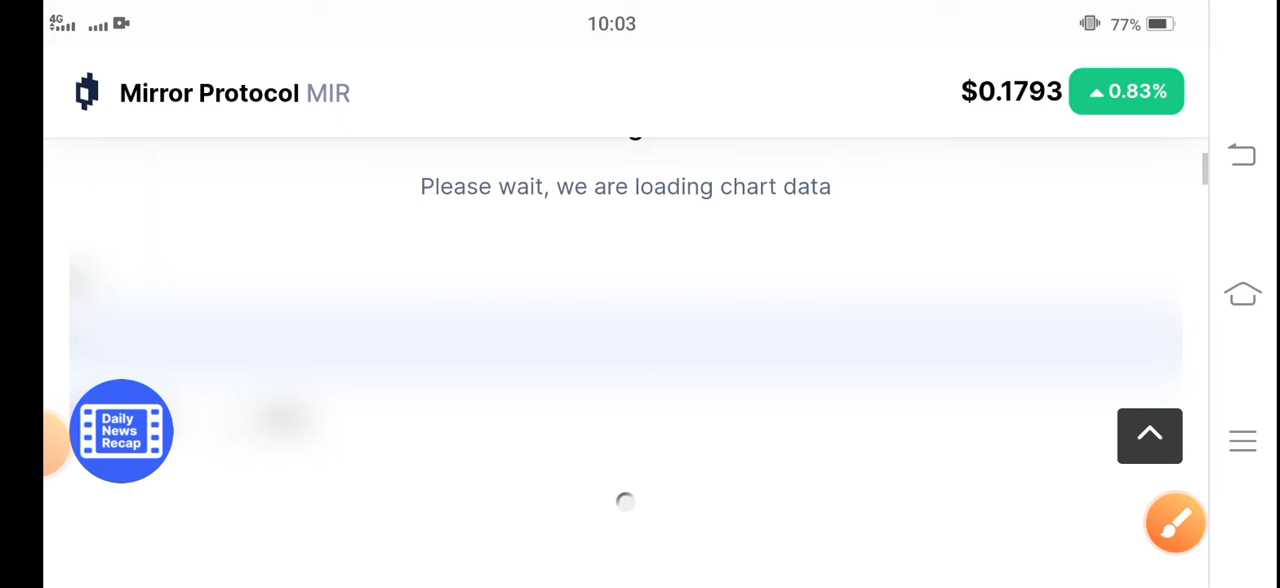 4G 10:03 77%
Mirror Protocol MIR $0.1793 ▲0.83%
Please wait, we are loading chart data
Daily
News
Recap